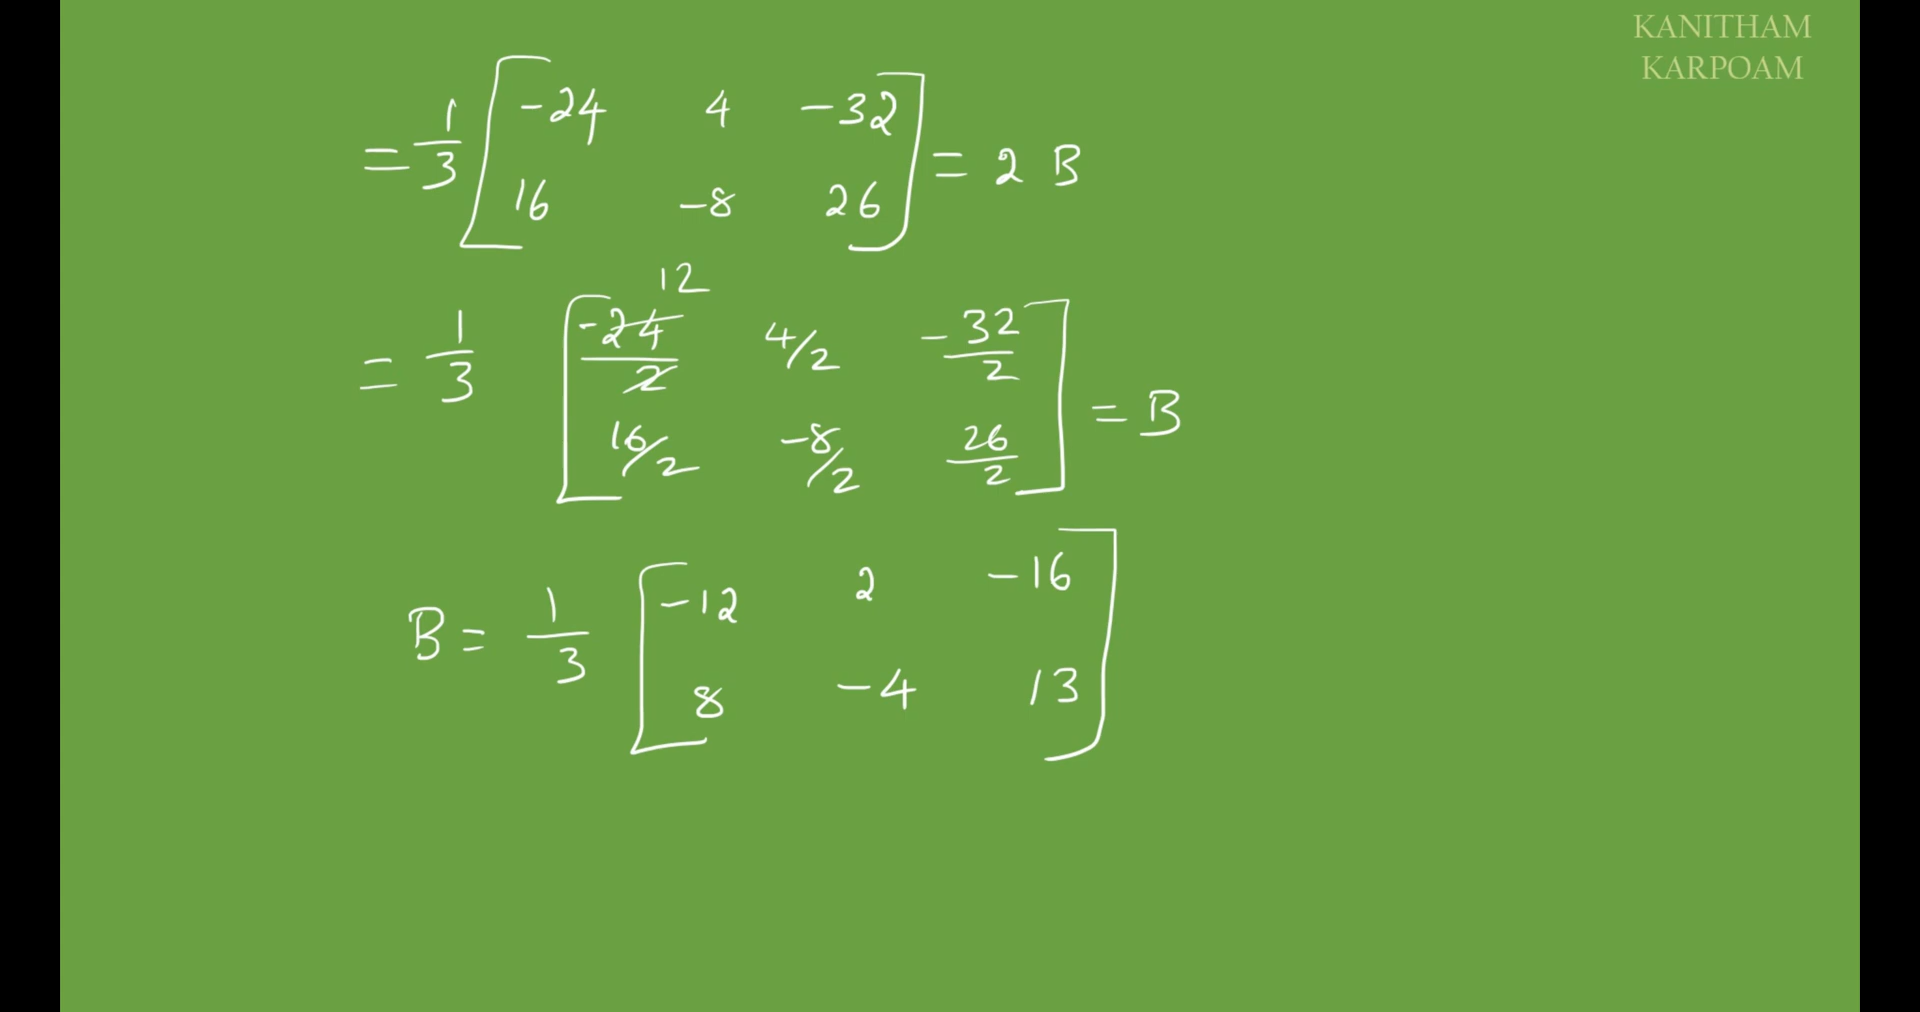 KANITHAM
KARPOAM
= 1/3 [ -24 4 -32
16 -8 26 ] = 2 B
12
= 1/3 [ -24/2 4/2 -32/2
16/2 -8/2 26/2 ] = B
B = 1/3 [ -12 2 -16
8 -4 13 ]